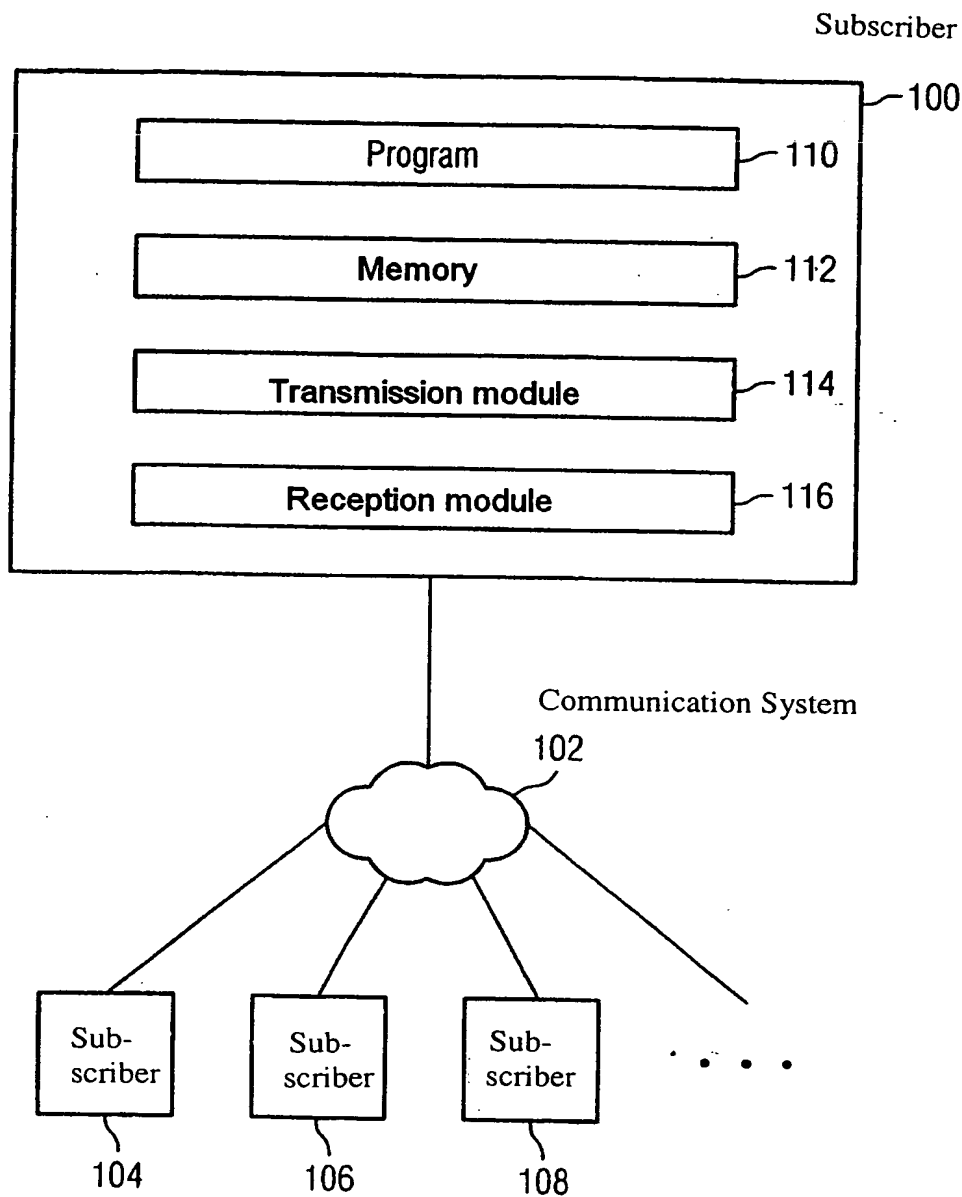 Subscriber
100
Program
110
Memory
112
Transmission module
114
Reception module
116
Communication System
102
Sub-
scriber
Sub-
scriber
Sub-
scriber
. . . .
104
106
108